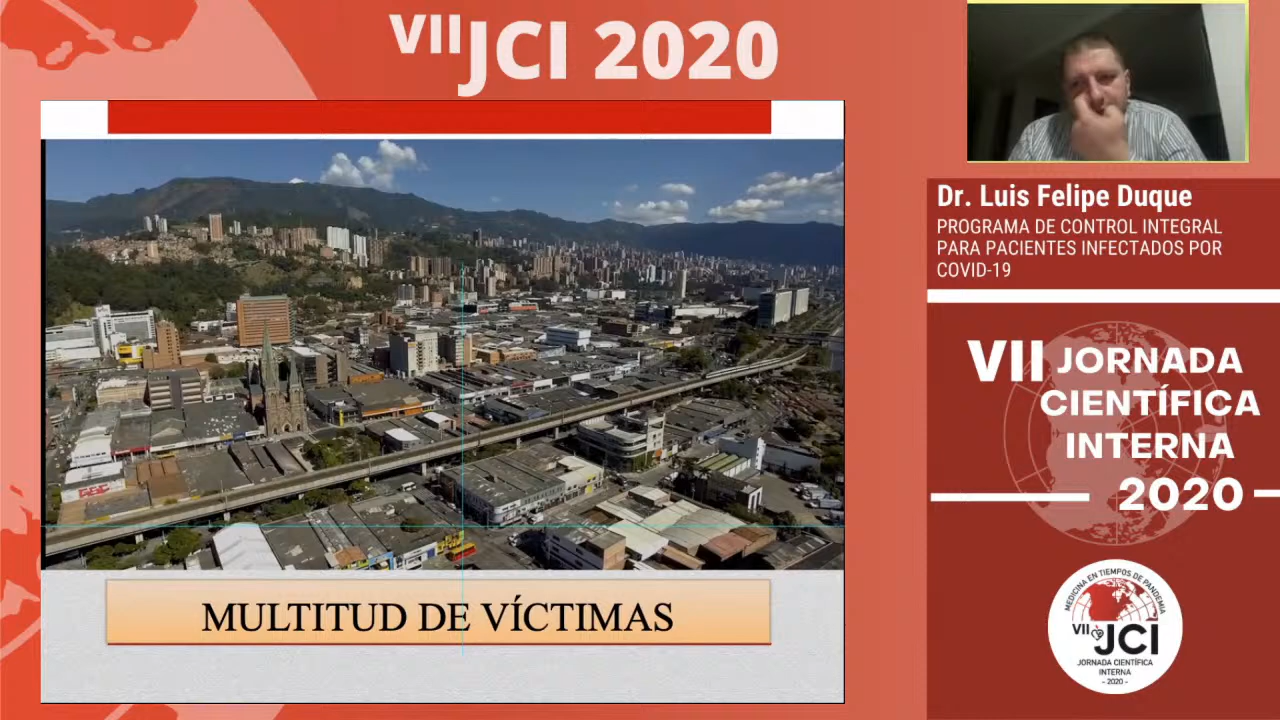 VII JCI 2020
MULTITUD DE VÍCTIMAS
Dr. Luis Felipe Duque
PROGRAMA DE CONTROL INTEGRAL
PARA PACIENTES INFECTADOS POR
COVID-19
VII JORNADA
CIENTÍFICA
INTERNA
2020
MEDICINA EN TIEMPOS DE PANDEMIA
VII JCI
JORNADA CIENTÍFICA
INTERNA
- 2020 -